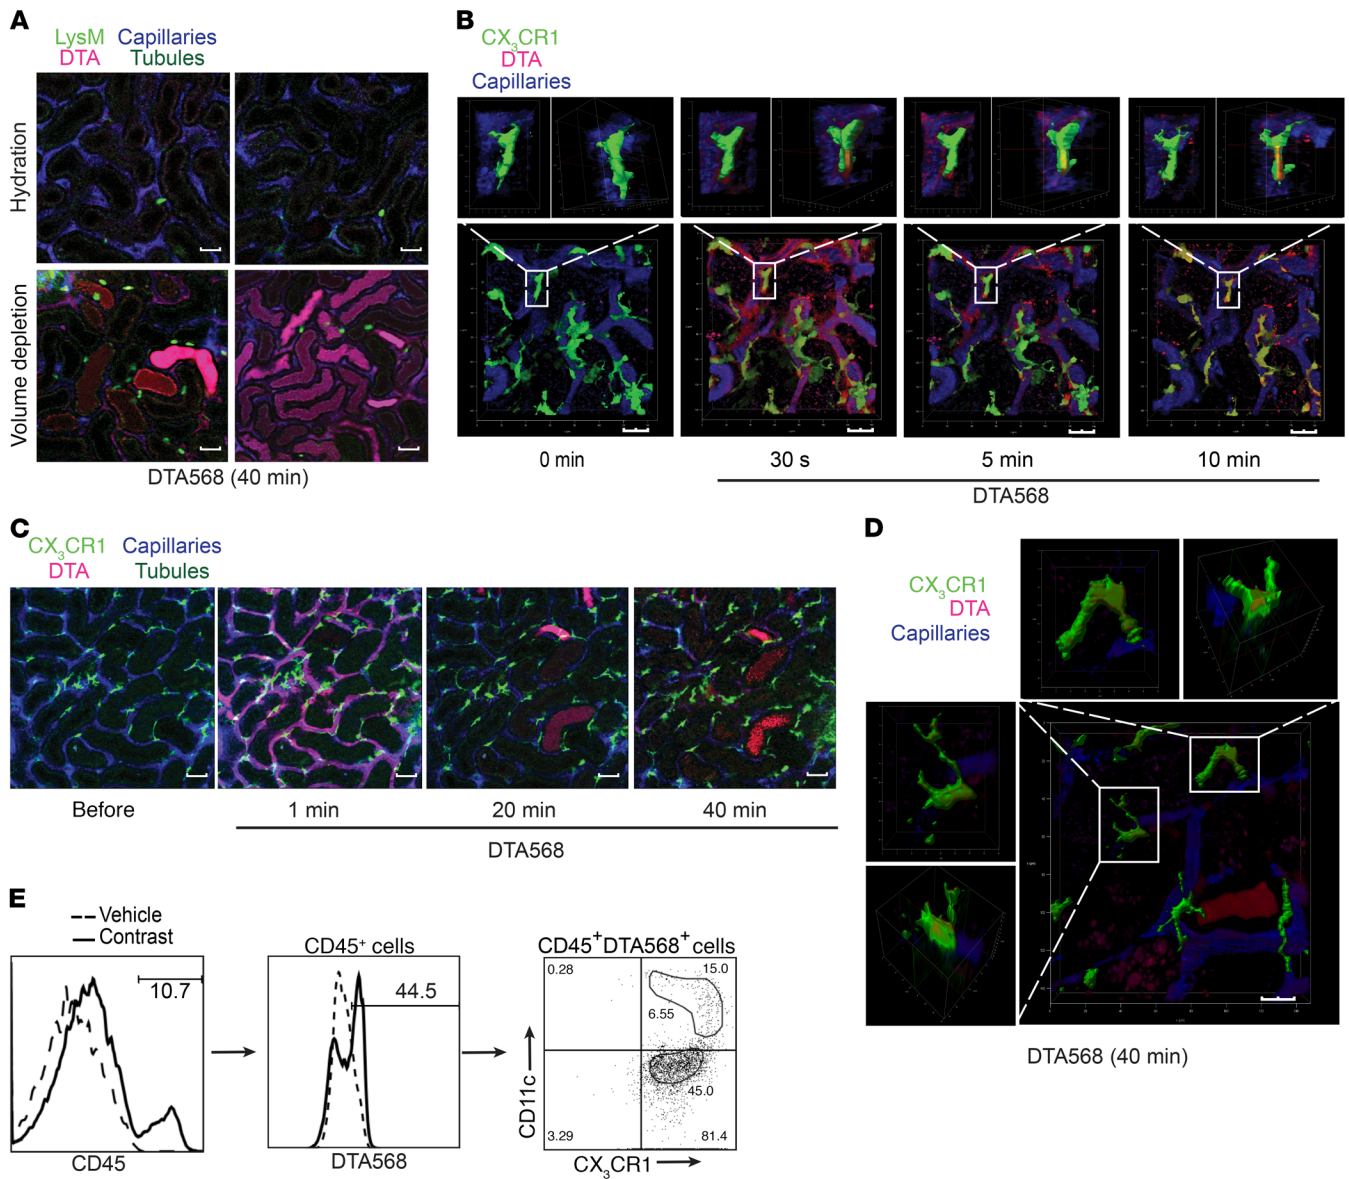 A
LysM Capillaries
DTA Tubules
Hydration
Volume depletion
DTA568 (40 min)
B
CX3CR1
DTA
Capillaries
0 min
30 s
5 min
10 min
DTA568
C
CX3CR1 Capillaries
DTA Tubules
Before
1 min
20 min
40 min
DTA568
D
CX3CR1
DTA
Capillaries
DTA568 (40 min)
E
Vehicle
Contrast
10.7
CD45
CD45+ cells
44.5
DTA568
CD45+DTA568+ cells
0.28
15.0
6.55
45.0
3.29
81.4
CD11c
CX3CR1